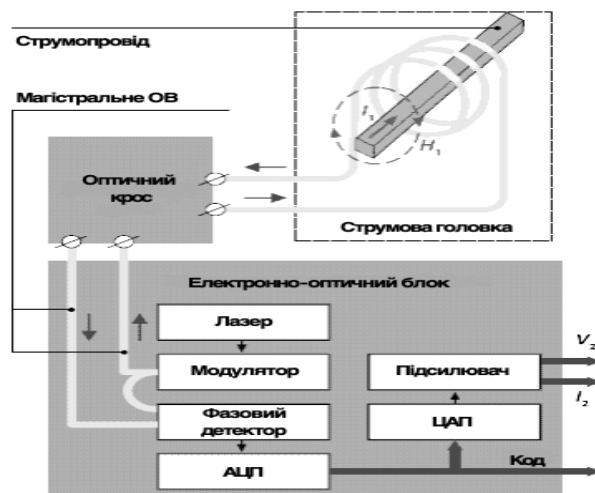 Струмопровід
Магістральне ОВ
I₁
H₁
Оптичний
крос
Струмова головка
Електронно-оптичний блок
Лазер
Модулятор
Підсилювач
V₂
I₂
Фазовий
детектор
ЦАП
АЦП
Код